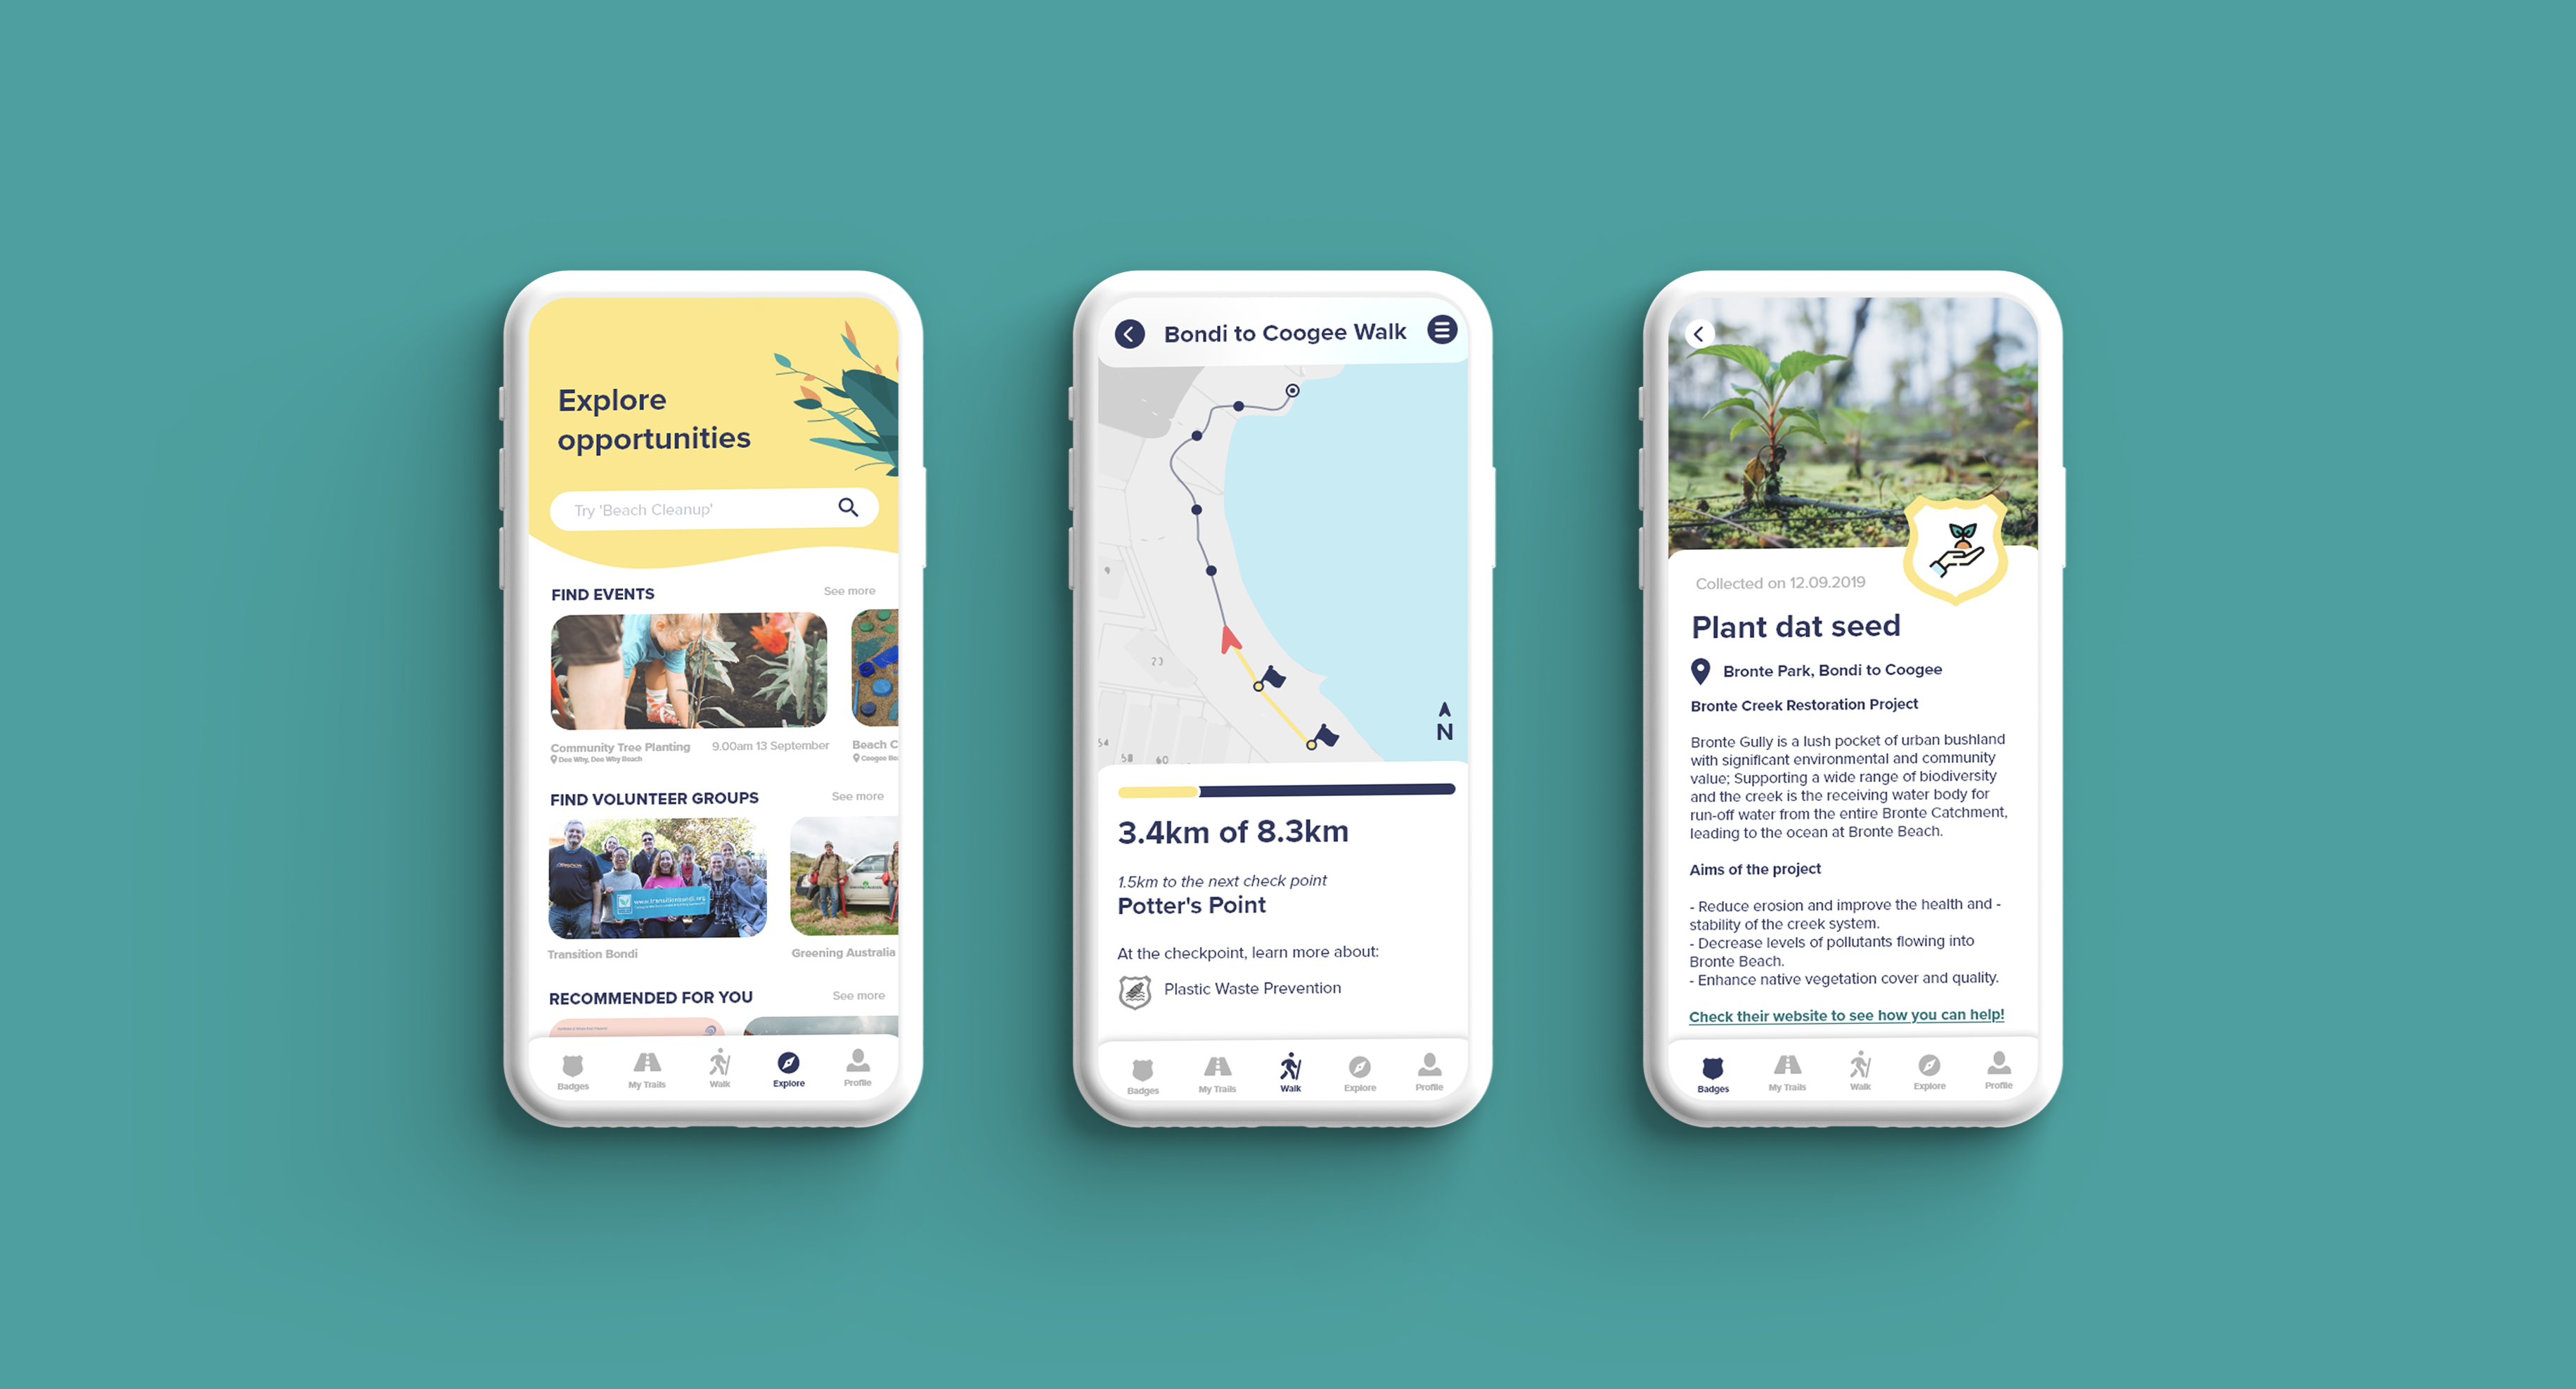 Explore
opportunities
Try 'Beach Cleanup'
FIND EVENTS
See more
Community Tree Planting
9.00am 13 September
Dee Why, Dee Why Beach
Beach C
Coogee Be
FIND VOLUNTEER GROUPS
See more
www.transitionbondi.org
Transition Bondi
Greening Australia
RECOMMENDED FOR YOU
See more
Badges
My Trails
Walk
Explore
Profile
Bondi to Coogee Walk
9
23
54
58
60
N
3.4km of 8.3km
1.5km to the next check point
Potter's Point
At the checkpoint, learn more about:
Plastic Waste Prevention
Badges
My Trails
Walk
Explore
Profile
Collected on 12.09.2019
Plant dat seed
Bronte Park, Bondi to Coogee
Bronte Creek Restoration Project
Bronte Gully is a lush pocket of urban bushland
with significant environmental and community
value; Supporting a wide range of biodiversity
and the creek is the receiving water body for
run-off water from the entire Bronte Catchment,
leading to the ocean at Bronte Beach.
Aims of the project
- Reduce erosion and improve the health and -
stability of the creek system.
- Decrease levels of pollutants flowing into
Bronte Beach.
- Enhance native vegetation cover and quality.
Check their website to see how you can help!
Badges
My Trails
Walk
Explore
Profile